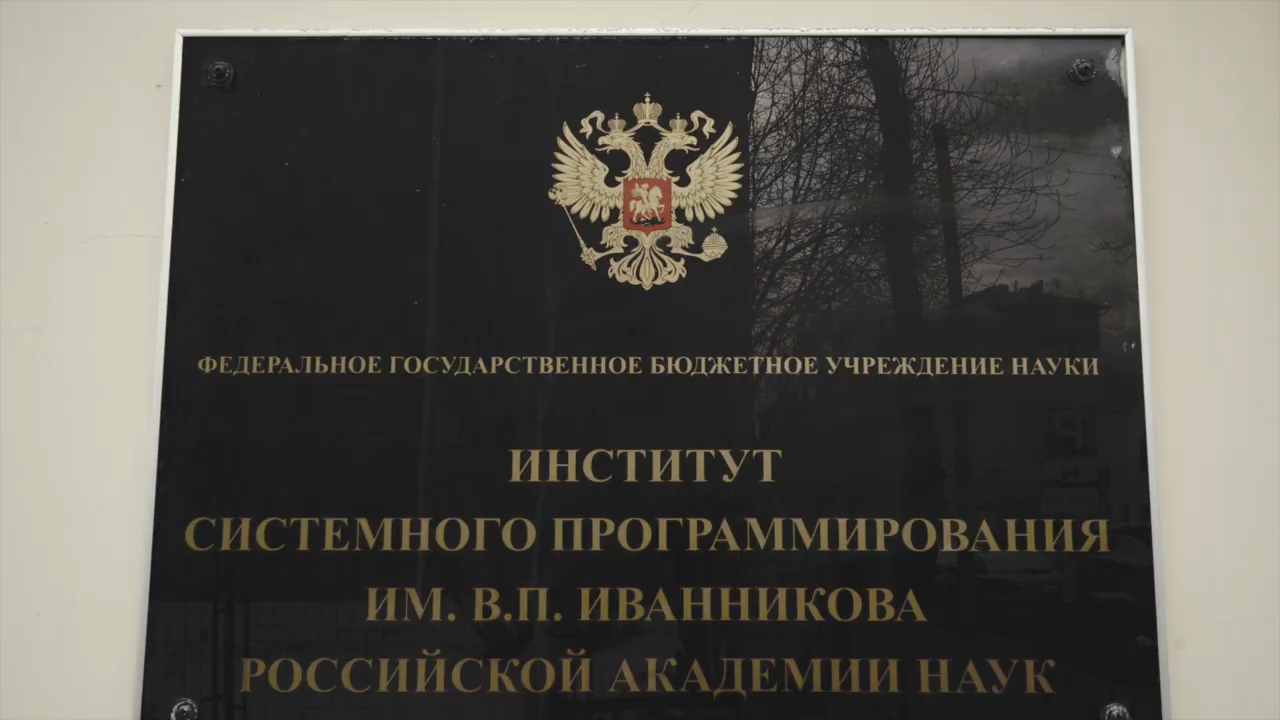 ФЕДЕРАЛЬНОЕ ГОСУДАРСТВЕННОЕ БЮДЖЕТНОЕ УЧРЕЖДЕНИЕ НАУКИ
ИНСТИТУТ
СИСТЕМНОГО ПРОГРАММИРОВАНИЯ
ИМ. В.П. ИВАННИКОВА
РОССИЙСКОЙ АКАДЕМИИ НАУК